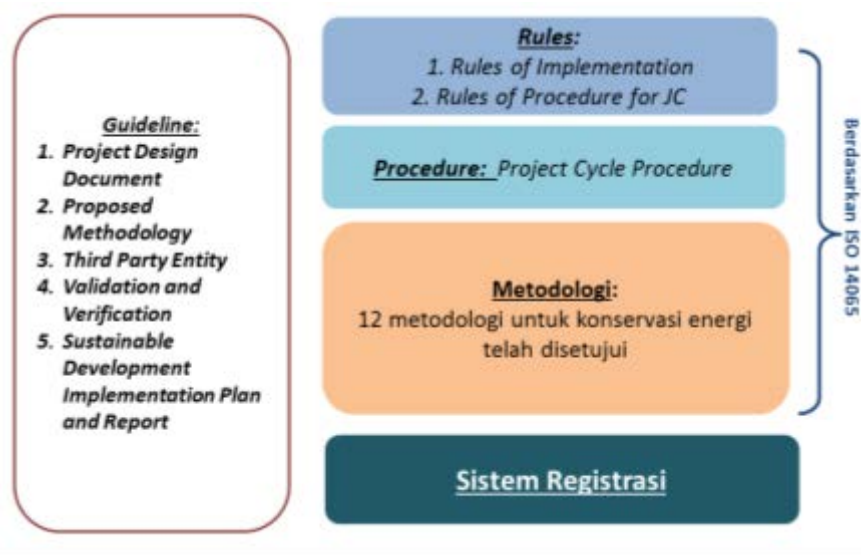 Guideline:
1. Project Design
Document
2. Proposed
Methodology
3. Third Party Entity
4. Validation and
Verification
5. Sustainable
Development
Implementation Plan
and Report
Rules:
1. Rules of Implementation
2. Rules of Procedure for JC
Procedure: Project Cycle Procedure
Metodologi:
12 metodologi untuk konservasi energi
telah disetujui
Sistem Registrasi
Berdasarkan ISO 14065